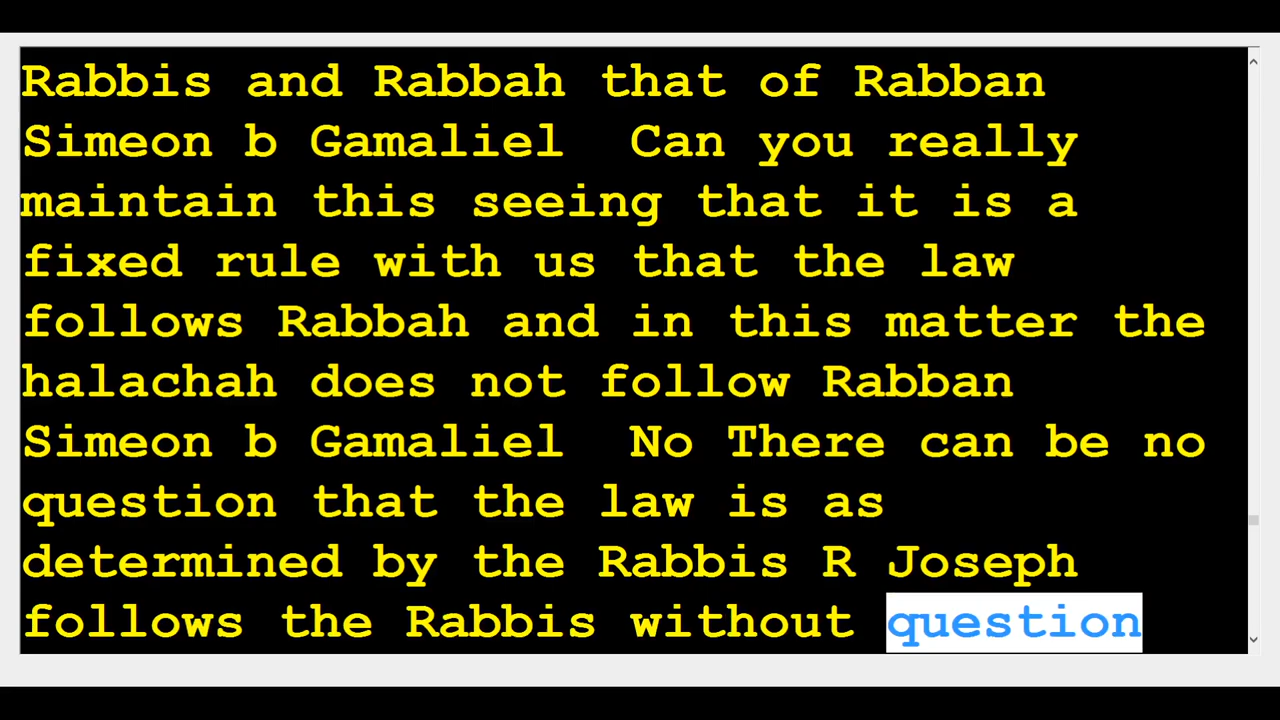 Rabbis and Rabbah that of Rabban
Simeon b Gamaliel  Can you really
maintain this seeing that it is a
fixed rule with us that the law
follows Rabbah and in this matter the
halachah does not follow Rabban
Simeon b Gamaliel  No There can be no
question that the law is as
determined by the Rabbis R Joseph
follows the Rabbis without question